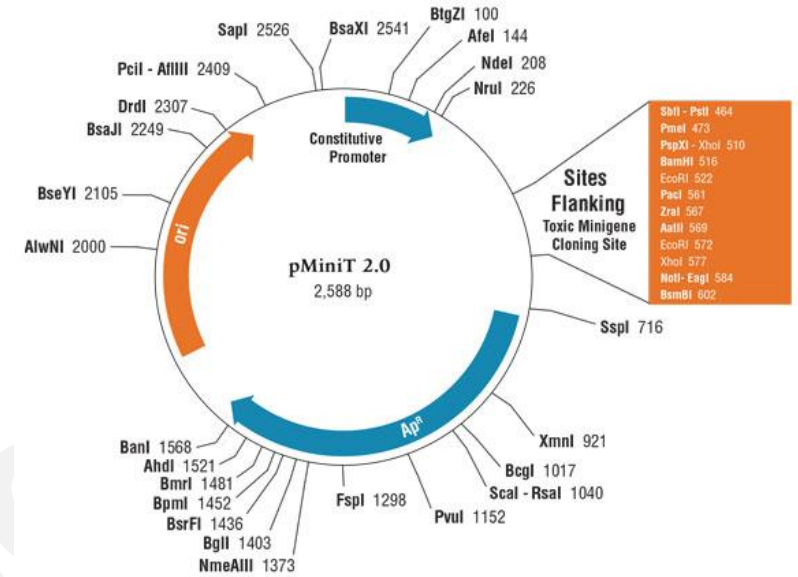 BtgZI 100
AfeI 144
NdeI 208
NruI 226
BsaXI 2541
SapI 2526
PciI - AflIII 2409
DrdI 2307
BsaJI 2249
BseYI 2105
AlwNI 2000
Constitutive
Promoter
ori
pMiniT 2.0
2,588 bp
Sites
Flanking
Toxic Minigene
Cloning Site
SbfI - PstI 464
PmeI 473
PspXI - XhoI 510
BamHI 516
EcoRI 522
PacI 561
ZraI 567
AatII 569
EcoRI 572
XhoI 577
NotI- EagI 584
BsmBI 602
SspI 716
Apᴿ
XmnI 921
BcgI 1017
ScaI - RsaI 1040
PvuI 1152
FspI 1298
BanI 1568
AhdI 1521
BmrI 1481
BpmI 1452
BsrFI 1436
BglI 1403
NmeAIII 1373